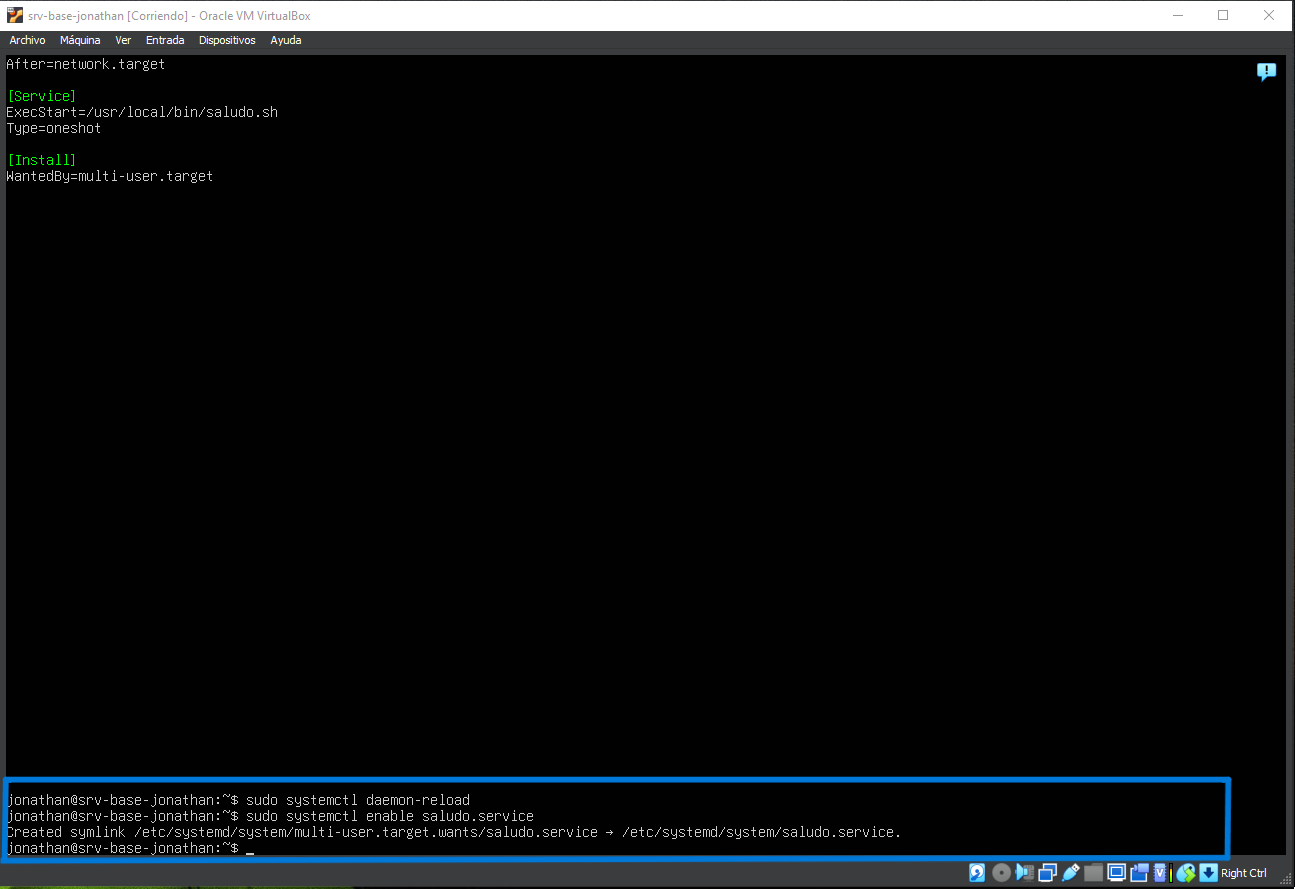 srv-base-jonathan [Corriendo] - Oracle VM VirtualBox
Archivo Máquina Ver Entrada Dispositivos Ayuda
After=network.target
[Service]
ExecStart=/usr/local/bin/saludo.sh
Type=oneshot
[Install]
WantedBy=multi-user.target
jonathan@srv-base-jonathan:~$ sudo systemctl daemon-reload
jonathan@srv-base-jonathan:~$ sudo systemctl enable saludo.service
Created symlink /etc/systemd/system/multi-user.target.wants/saludo.service → /etc/systemd/system/saludo.service.
jonathan@srv-base-jonathan:~$ _
Right Ctrl